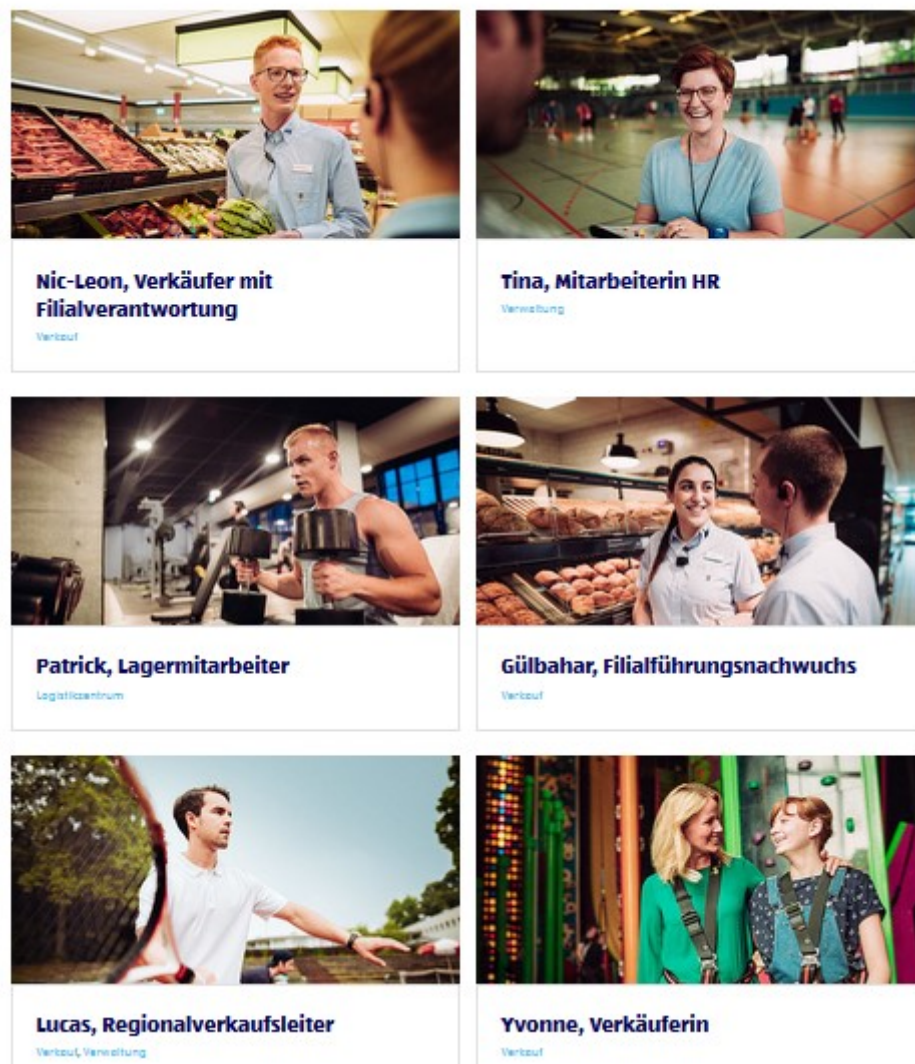 Nic-Leon, Verkäufer mit
Filialverantwortung
Verkauf
Tina, Mitarbeiterin HR
Verwaltung
Patrick, Lagermitarbeiter
Logistikzentrum
Gülbahar, Filialführungsnachwuchs
Verkauf
Lucas, Regionalverkaufsleiter
Verkauf, Verwaltung
Yvonne, Verkäuferin
Verkauf